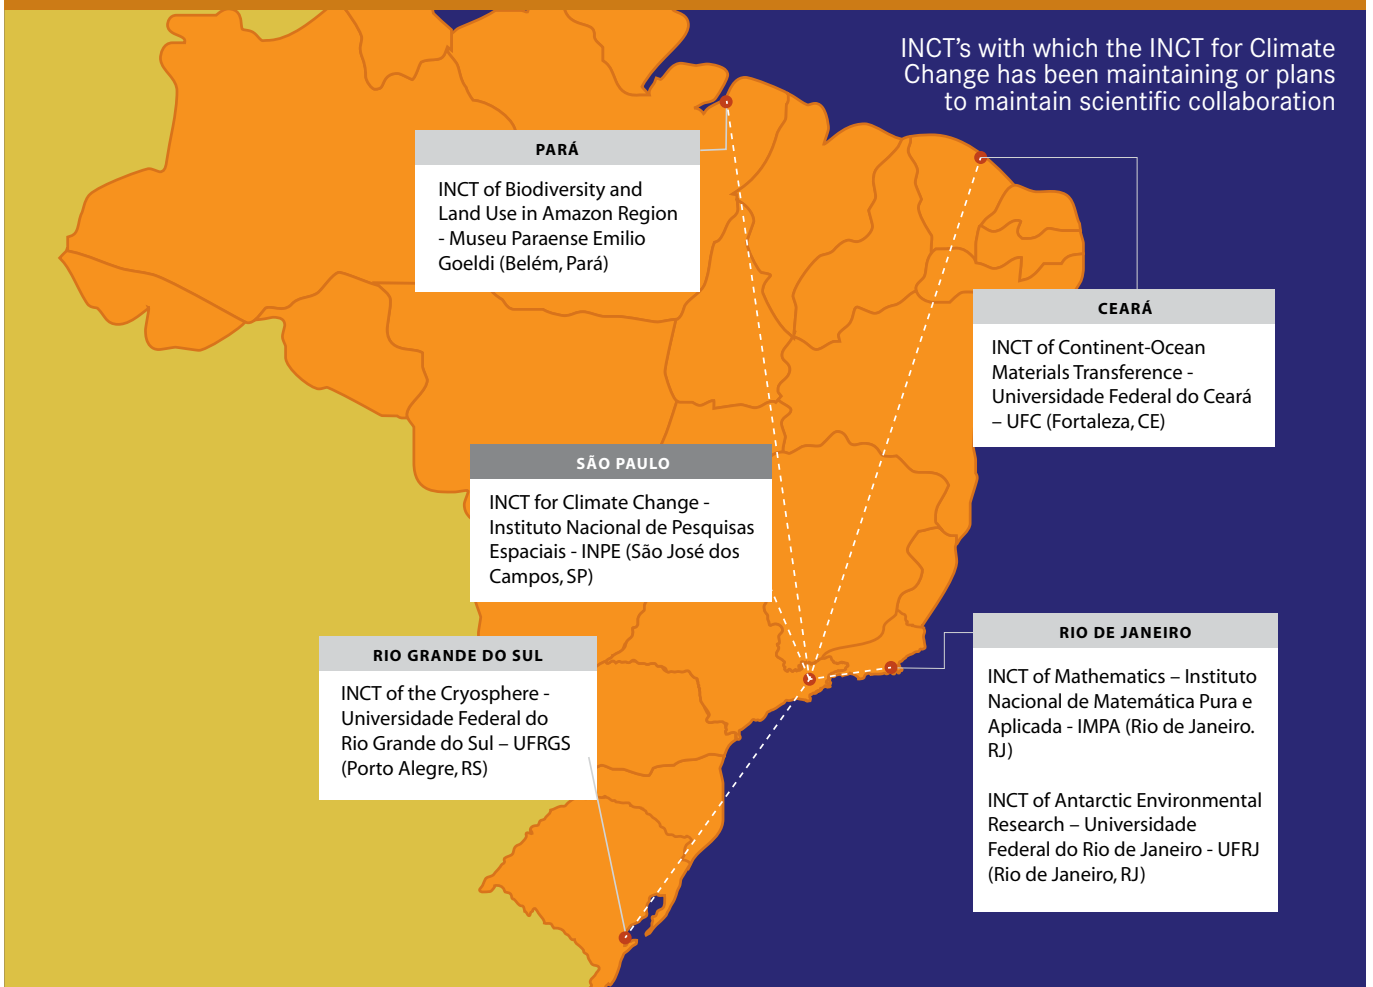 INCT's with which the INCT for Climate
Change has been maintaining or plans
to maintain scientific collaboration
PARÁ
INCT of Biodiversity and
Land Use in Amazon Region
- Museu Paraense Emilio
Goeldi (Belém, Pará)
CEARÁ
INCT of Continent-Ocean
Materials Transference -
Universidade Federal do Ceará
– UFC (Fortaleza, CE)
SÃO PAULO
INCT for Climate Change -
Instituto Nacional de Pesquisas
Espaciais - INPE (São José dos
Campos, SP)
RIO GRANDE DO SUL
INCT of the Cryosphere -
Universidade Federal do
Rio Grande do Sul – UFRGS
(Porto Alegre, RS)
RIO DE JANEIRO
INCT of Mathematics – Instituto
Nacional de Matemática Pura e
Aplicada - IMPA (Rio de Janeiro.
RJ)
INCT of Antarctic Environmental
Research – Universidade
Federal do Rio de Janeiro - UFRJ
(Rio de Janeiro, RJ)